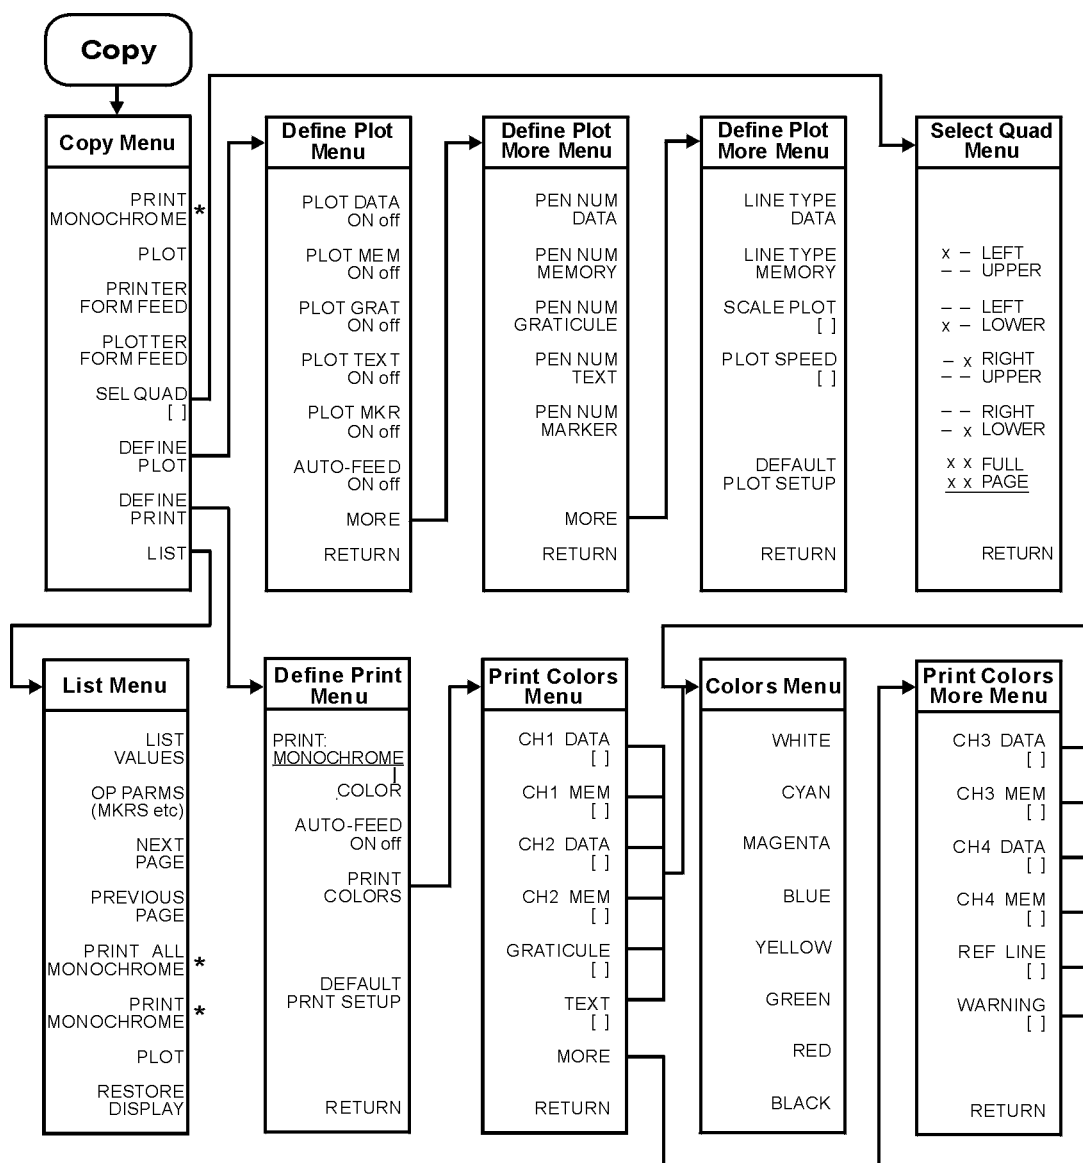 Copy
Copy Menu
PRINT
MONOCHROME *
PLOT
PRINTER
FORM FEED
PLOTTER
FORM FEED
SEL QUAD
[ ]
DEFINE
PLOT
DEFINE
PRINT
LIST
Define Plot
Menu
PLOT DATA
ON off
PLOT MEM
ON off
PLOT GRAT
ON off
PLOT TEXT
ON off
PLOT MKR
ON off
AUTO-FEED
ON off
MORE
RETURN
Define Plot
More Menu
PEN NUM
DATA
PEN NUM
MEMORY
PEN NUM
GRATICULE
PEN NUM
TEXT
PEN NUM
MARKER
MORE
RETURN
Define Plot
More Menu
LINE TYPE
DATA
LINE TYPE
MEMORY
SCALE PLOT
[ ]
PLOT SPEED
[ ]
DEFAULT
PLOT SETUP
RETURN
Select Quad
Menu
x – LEFT
– – UPPER
– – LEFT
x – LOWER
– x RIGHT
– – UPPER
– – RIGHT
– x LOWER
x x FULL
x x PAGE
RETURN
List Menu
LIST
VALUES
OP PARMS
(MKRS etc)
NEXT
PAGE
PREVIOUS
PAGE
PRINT ALL
MONOCHROME *
PRINT
MONOCHROME *
PLOT
RESTORE
DISPLAY
Define Print
Menu
PRINT:
MONOCHROME
COLOR
AUTO-FEED
ON off
PRINT
COLORS
DEFAULT
PRNT SETUP
RETURN
Print Colors
Menu
CH1 DATA
[ ]
CH1 MEM
[ ]
CH2 DATA
[ ]
CH2 MEM
[ ]
GRATICULE
[ ]
TEXT
[ ]
MORE
RETURN
Colors Menu
WHITE
CYAN
MAGENTA
BLUE
YELLOW
GREEN
RED
BLACK
Print Colors
More Menu
CH3 DATA
[ ]
CH3 MEM
[ ]
CH4 DATA
[ ]
CH4 MEM
[ ]
REF LINE
[ ]
WARNING
[ ]
RETURN